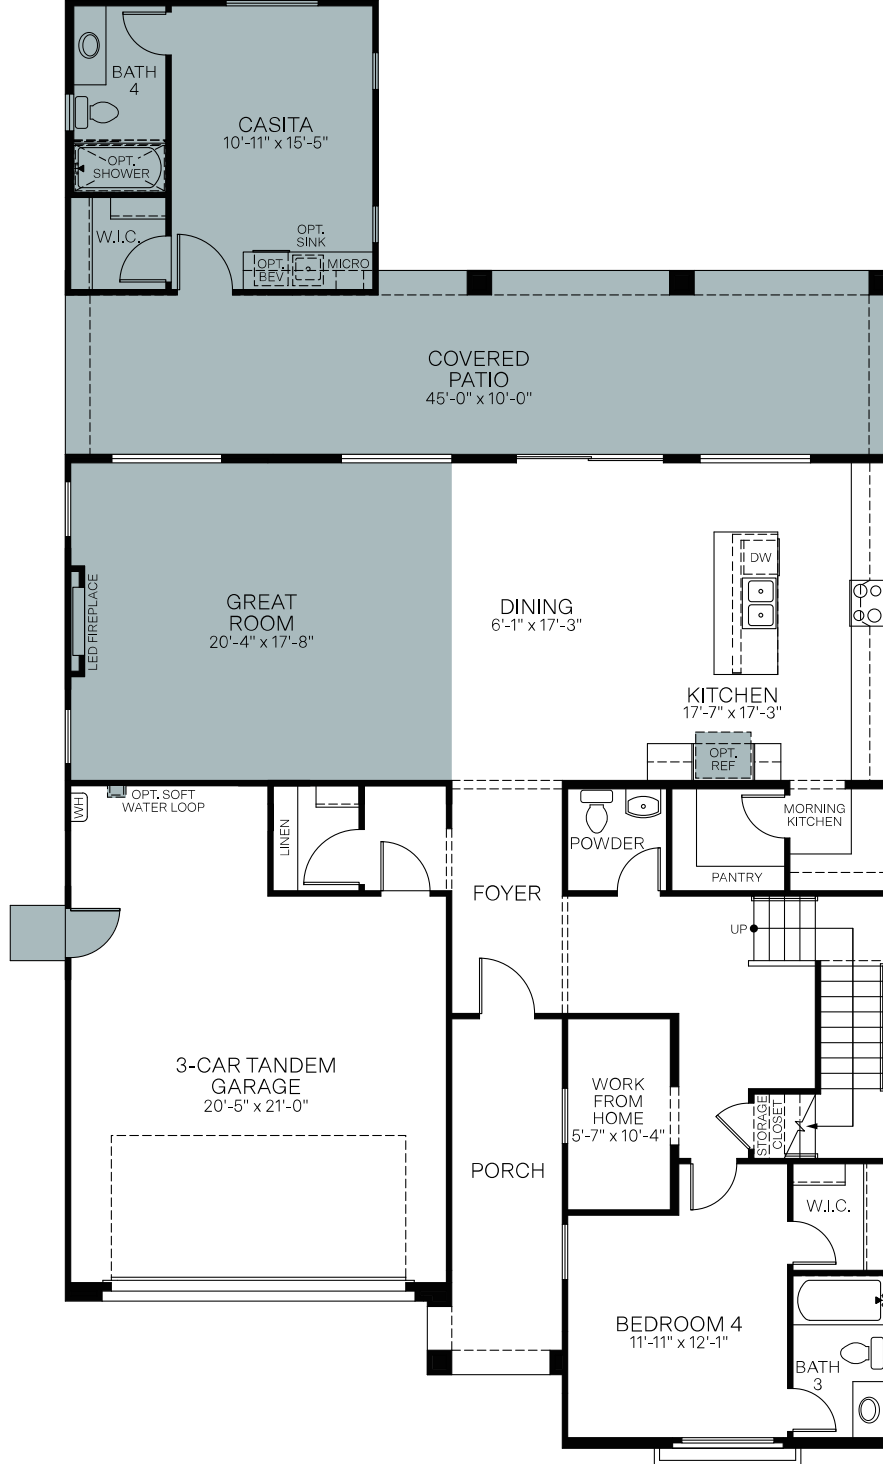 BATH
4
CASITA
10'-11" x 15'-5"
OPT.
SHOWER
W.I.C.
OPT.
SINK
OPT.
BEV
MICRO
COVERED
PATIO
45'-0" x 10'-0"
LED FIREPLACE
GREAT
ROOM
20'-4" x 17'-8"
DINING
6'-1" x 17'-3"
DW
KITCHEN
17'-7" x 17'-3"
OPT.
REF
WH
OPT. SOFT
WATER LOOP
LINEN
POWDER
MORNING
KITCHEN
PANTRY
FOYER
UP
3-CAR TANDEM
GARAGE
20'-5" x 21'-0"
WORK
FROM
HOME
5'-7" x 10'-4"
STORAGE
CLOSET
PORCH
W.I.C.
BEDROOM 4
11'-11" x 12'-1"
BATH
3